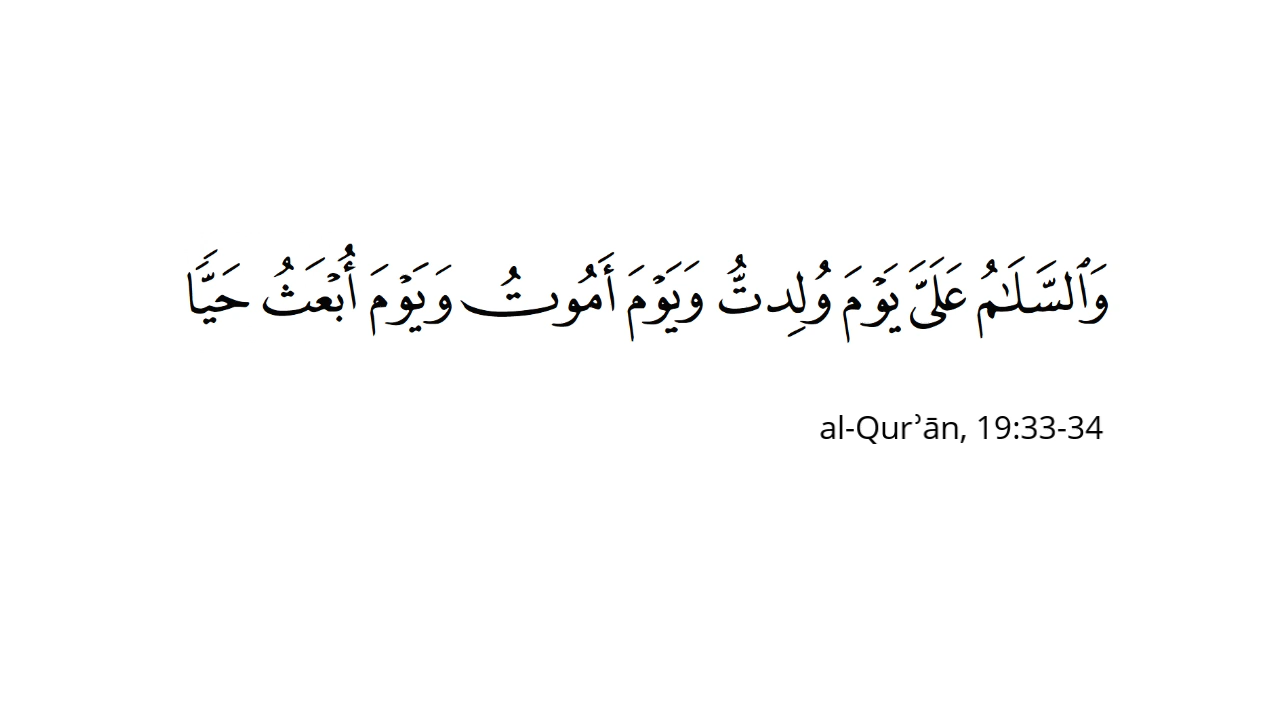 وَٱلسَّلَـٰمُ عَلَىَّ يَوْمَ وُلِدتُّ وَيَوْمَ أَمُوتُ وَيَوْمَ أُبْعَثُ حَيًّا
al-Qurʾān, 19:33-34